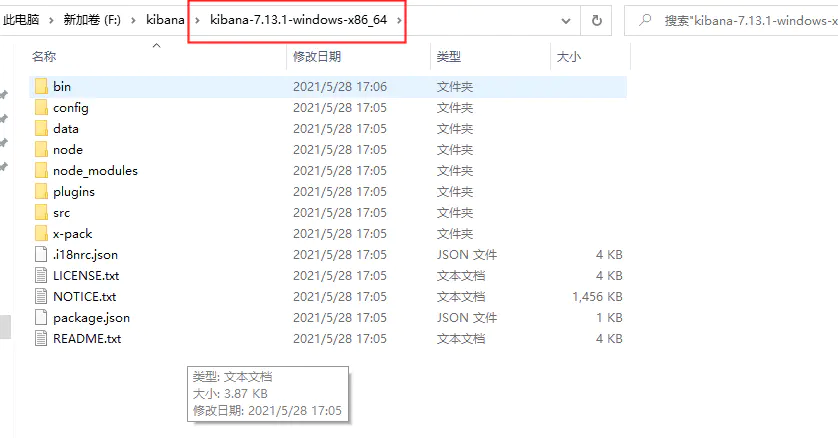 此电脑 > 新加卷 (F:) > kibana > kibana-7.13.1-windows-x86_64 > 搜索"kibana-7.13.1-windows-x
名称 修改日期 类型 大小
bin 2021/5/28 17:06 文件夹
config 2021/5/28 17:05 文件夹
data 2021/5/28 17:05 文件夹
node 2021/5/28 17:05 文件夹
node_modules 2021/5/28 17:05 文件夹
plugins 2021/5/28 17:05 文件夹
src 2021/5/28 17:05 文件夹
x-pack 2021/5/28 17:05 文件夹
.i18nrc.json 2021/5/28 17:05 JSON 文件 4 KB
LICENSE.txt 2021/5/28 17:05 文本文档 4 KB
NOTICE.txt 2021/5/28 17:05 文本文档 1,456 KB
package.json 2021/5/28 17:05 JSON 文件 1 KB
README.txt 2021/5/28 17:05 文本文档 4 KB
类型: 文本文档
大小: 3.87 KB
修改日期: 2021/5/28 17:05